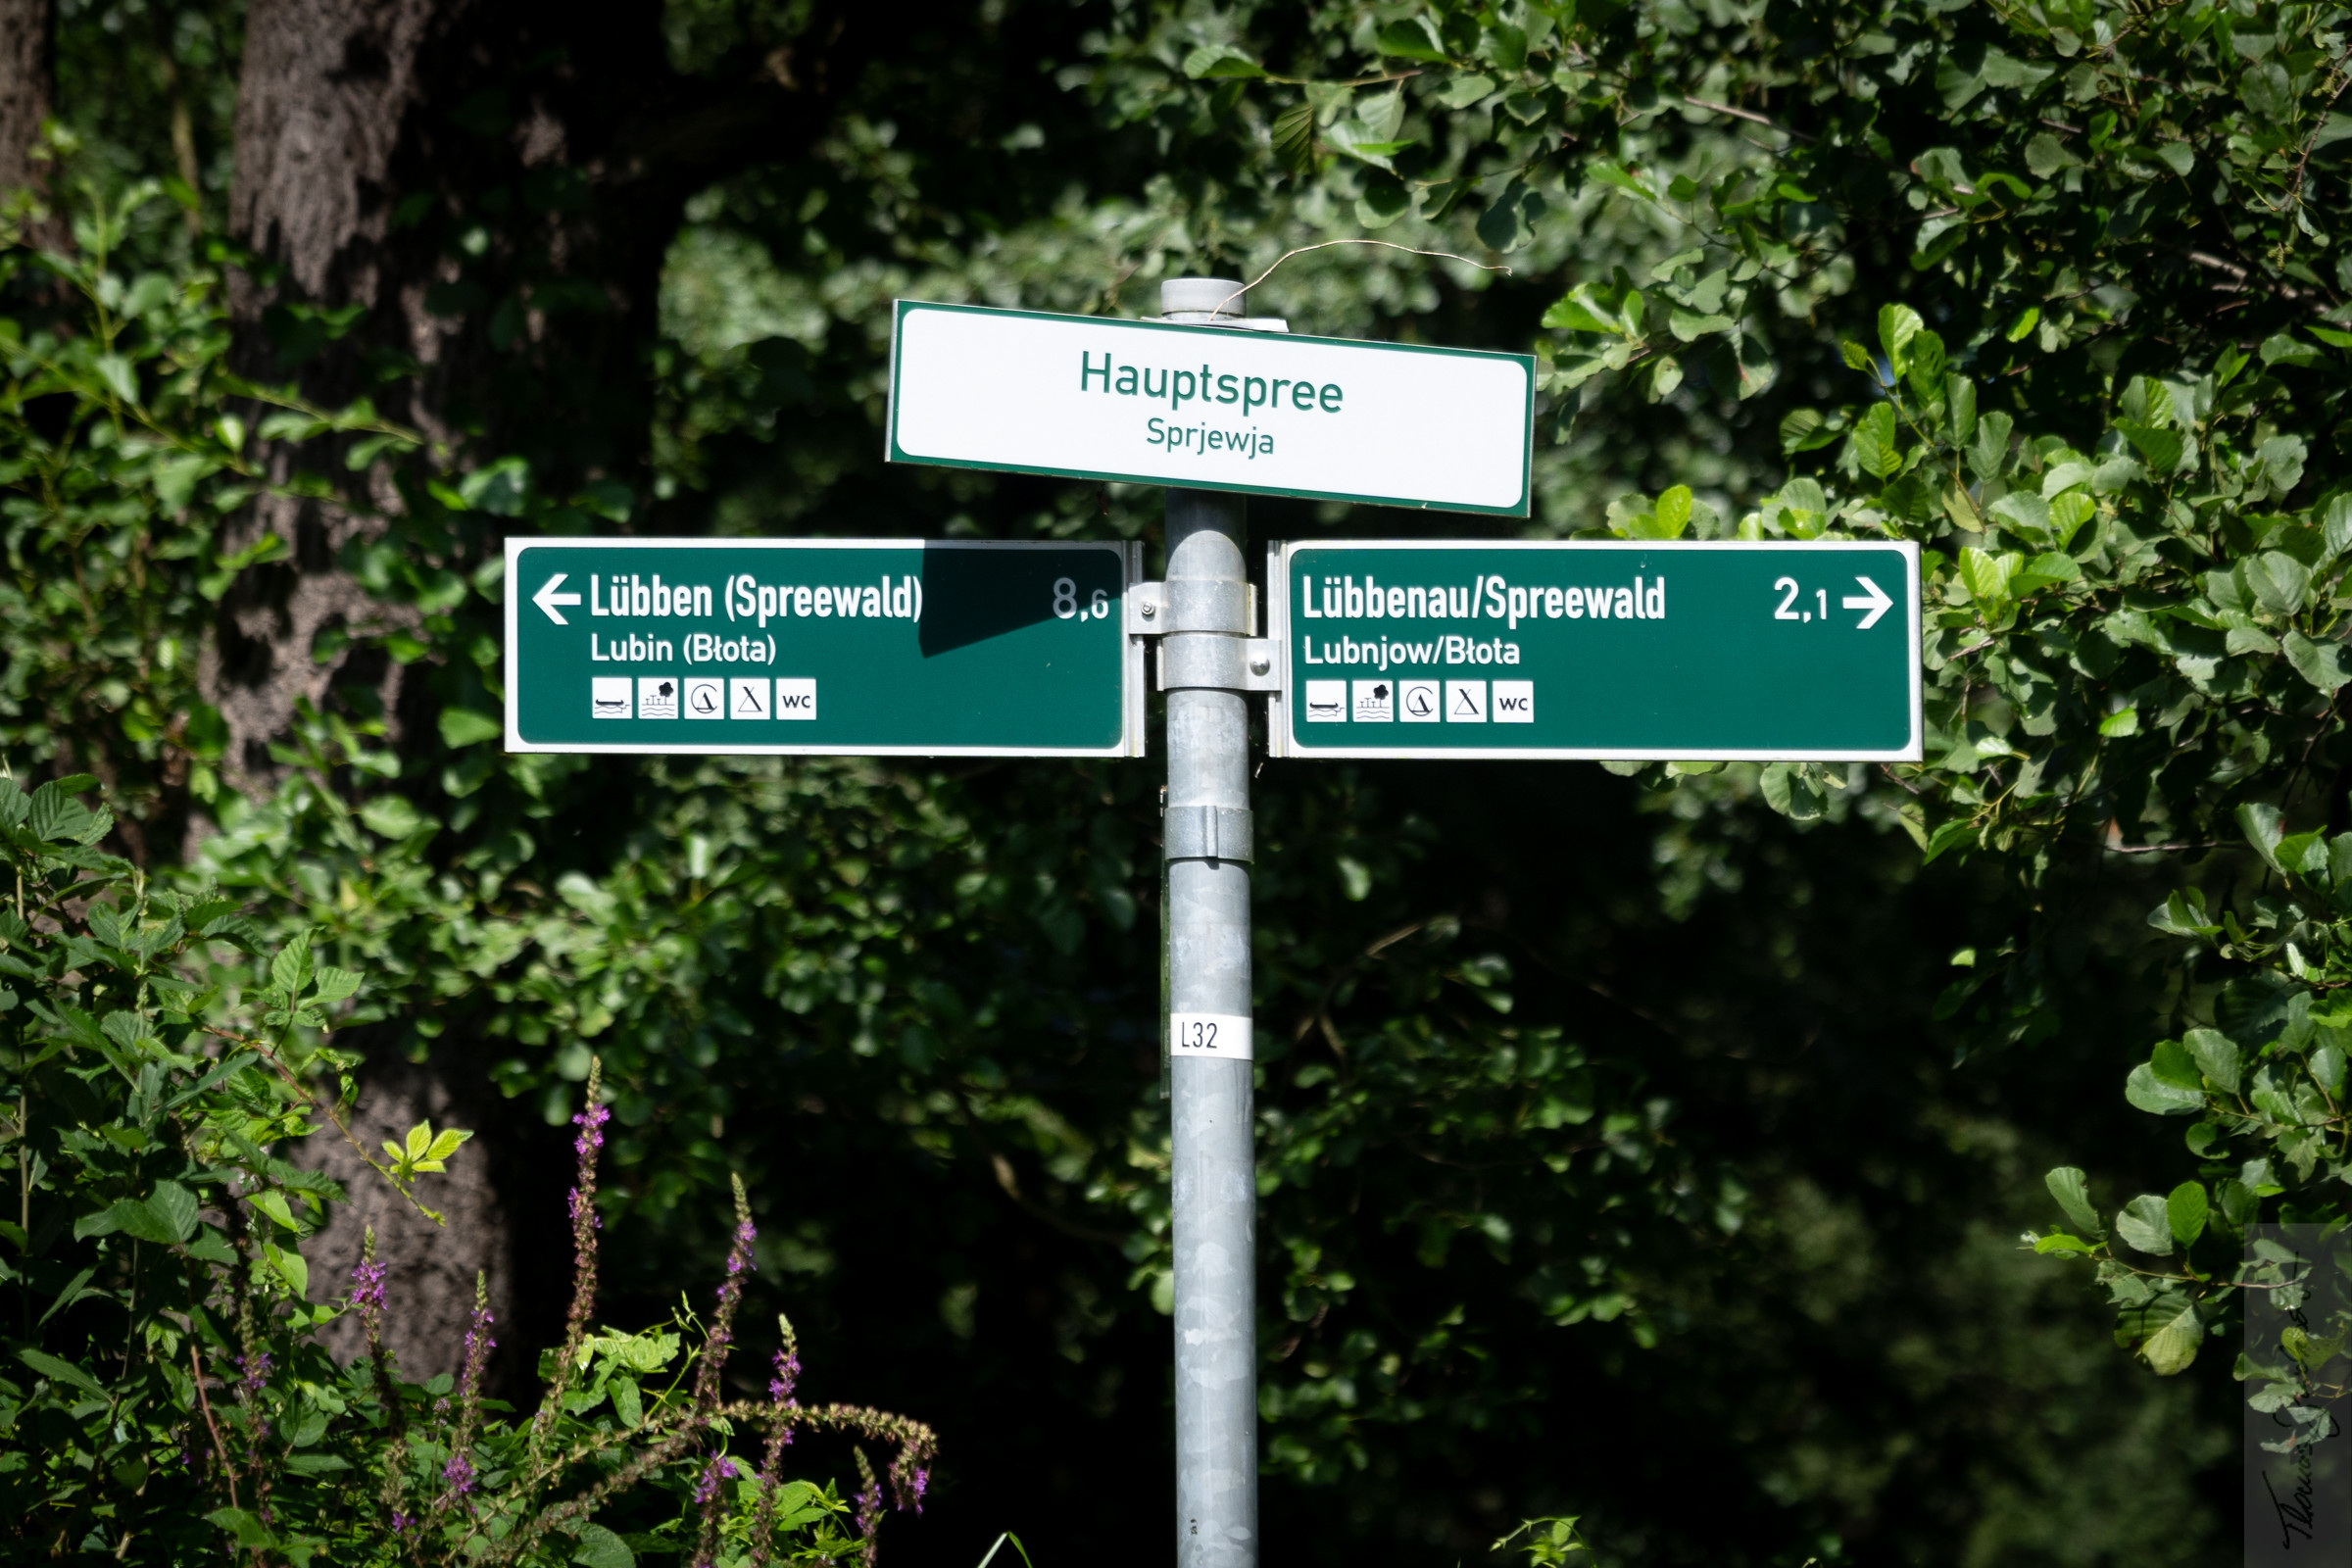 Hauptspree
Sprjewja
Lübben (Spreewald) 8,6
Lubin (Błota)
WC
Lübbenau/Spreewald 2,1
Lubnjow/Błota
WC
L32